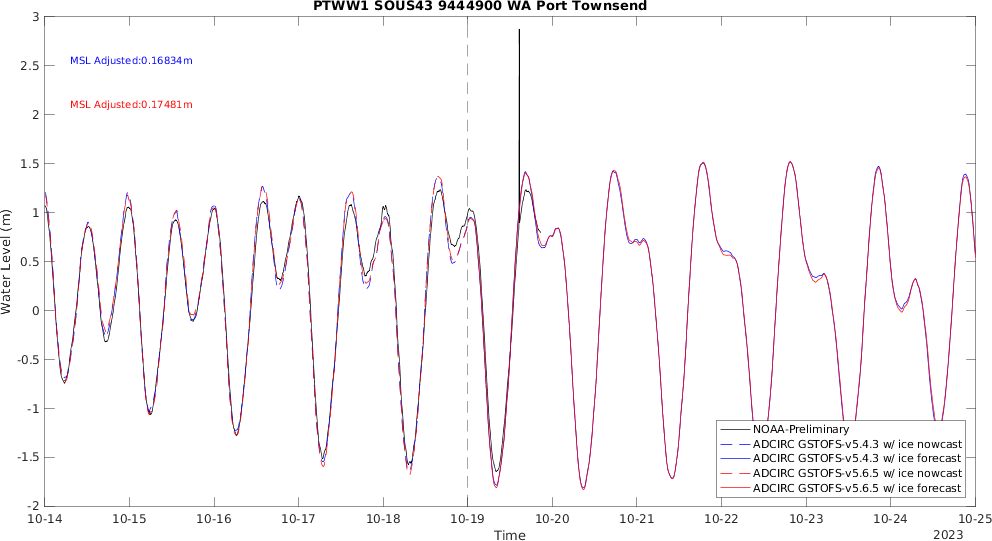 PTWW1 SOUS43 9444900 WA Port Townsend
3
2.5
2
1.5
1
0.5
0
-0.5
-1
-1.5
-2
Water Level (m)
MSL Adjusted:0.16834m
MSL Adjusted:0.17481m
NOAA-Preliminary
ADCIRC GSTOFS-v5.4.3 w/ ice nowcast
ADCIRC GSTOFS-v5.4.3 w/ ice forecast
ADCIRC GSTOFS-v5.6.5 w/ ice nowcast
ADCIRC GSTOFS-v5.6.5 w/ ice forecast
10-14 10-15 10-16 10-17 10-18 10-19 10-20 10-21 10-22 10-23 10-24 10-25
Time
2023